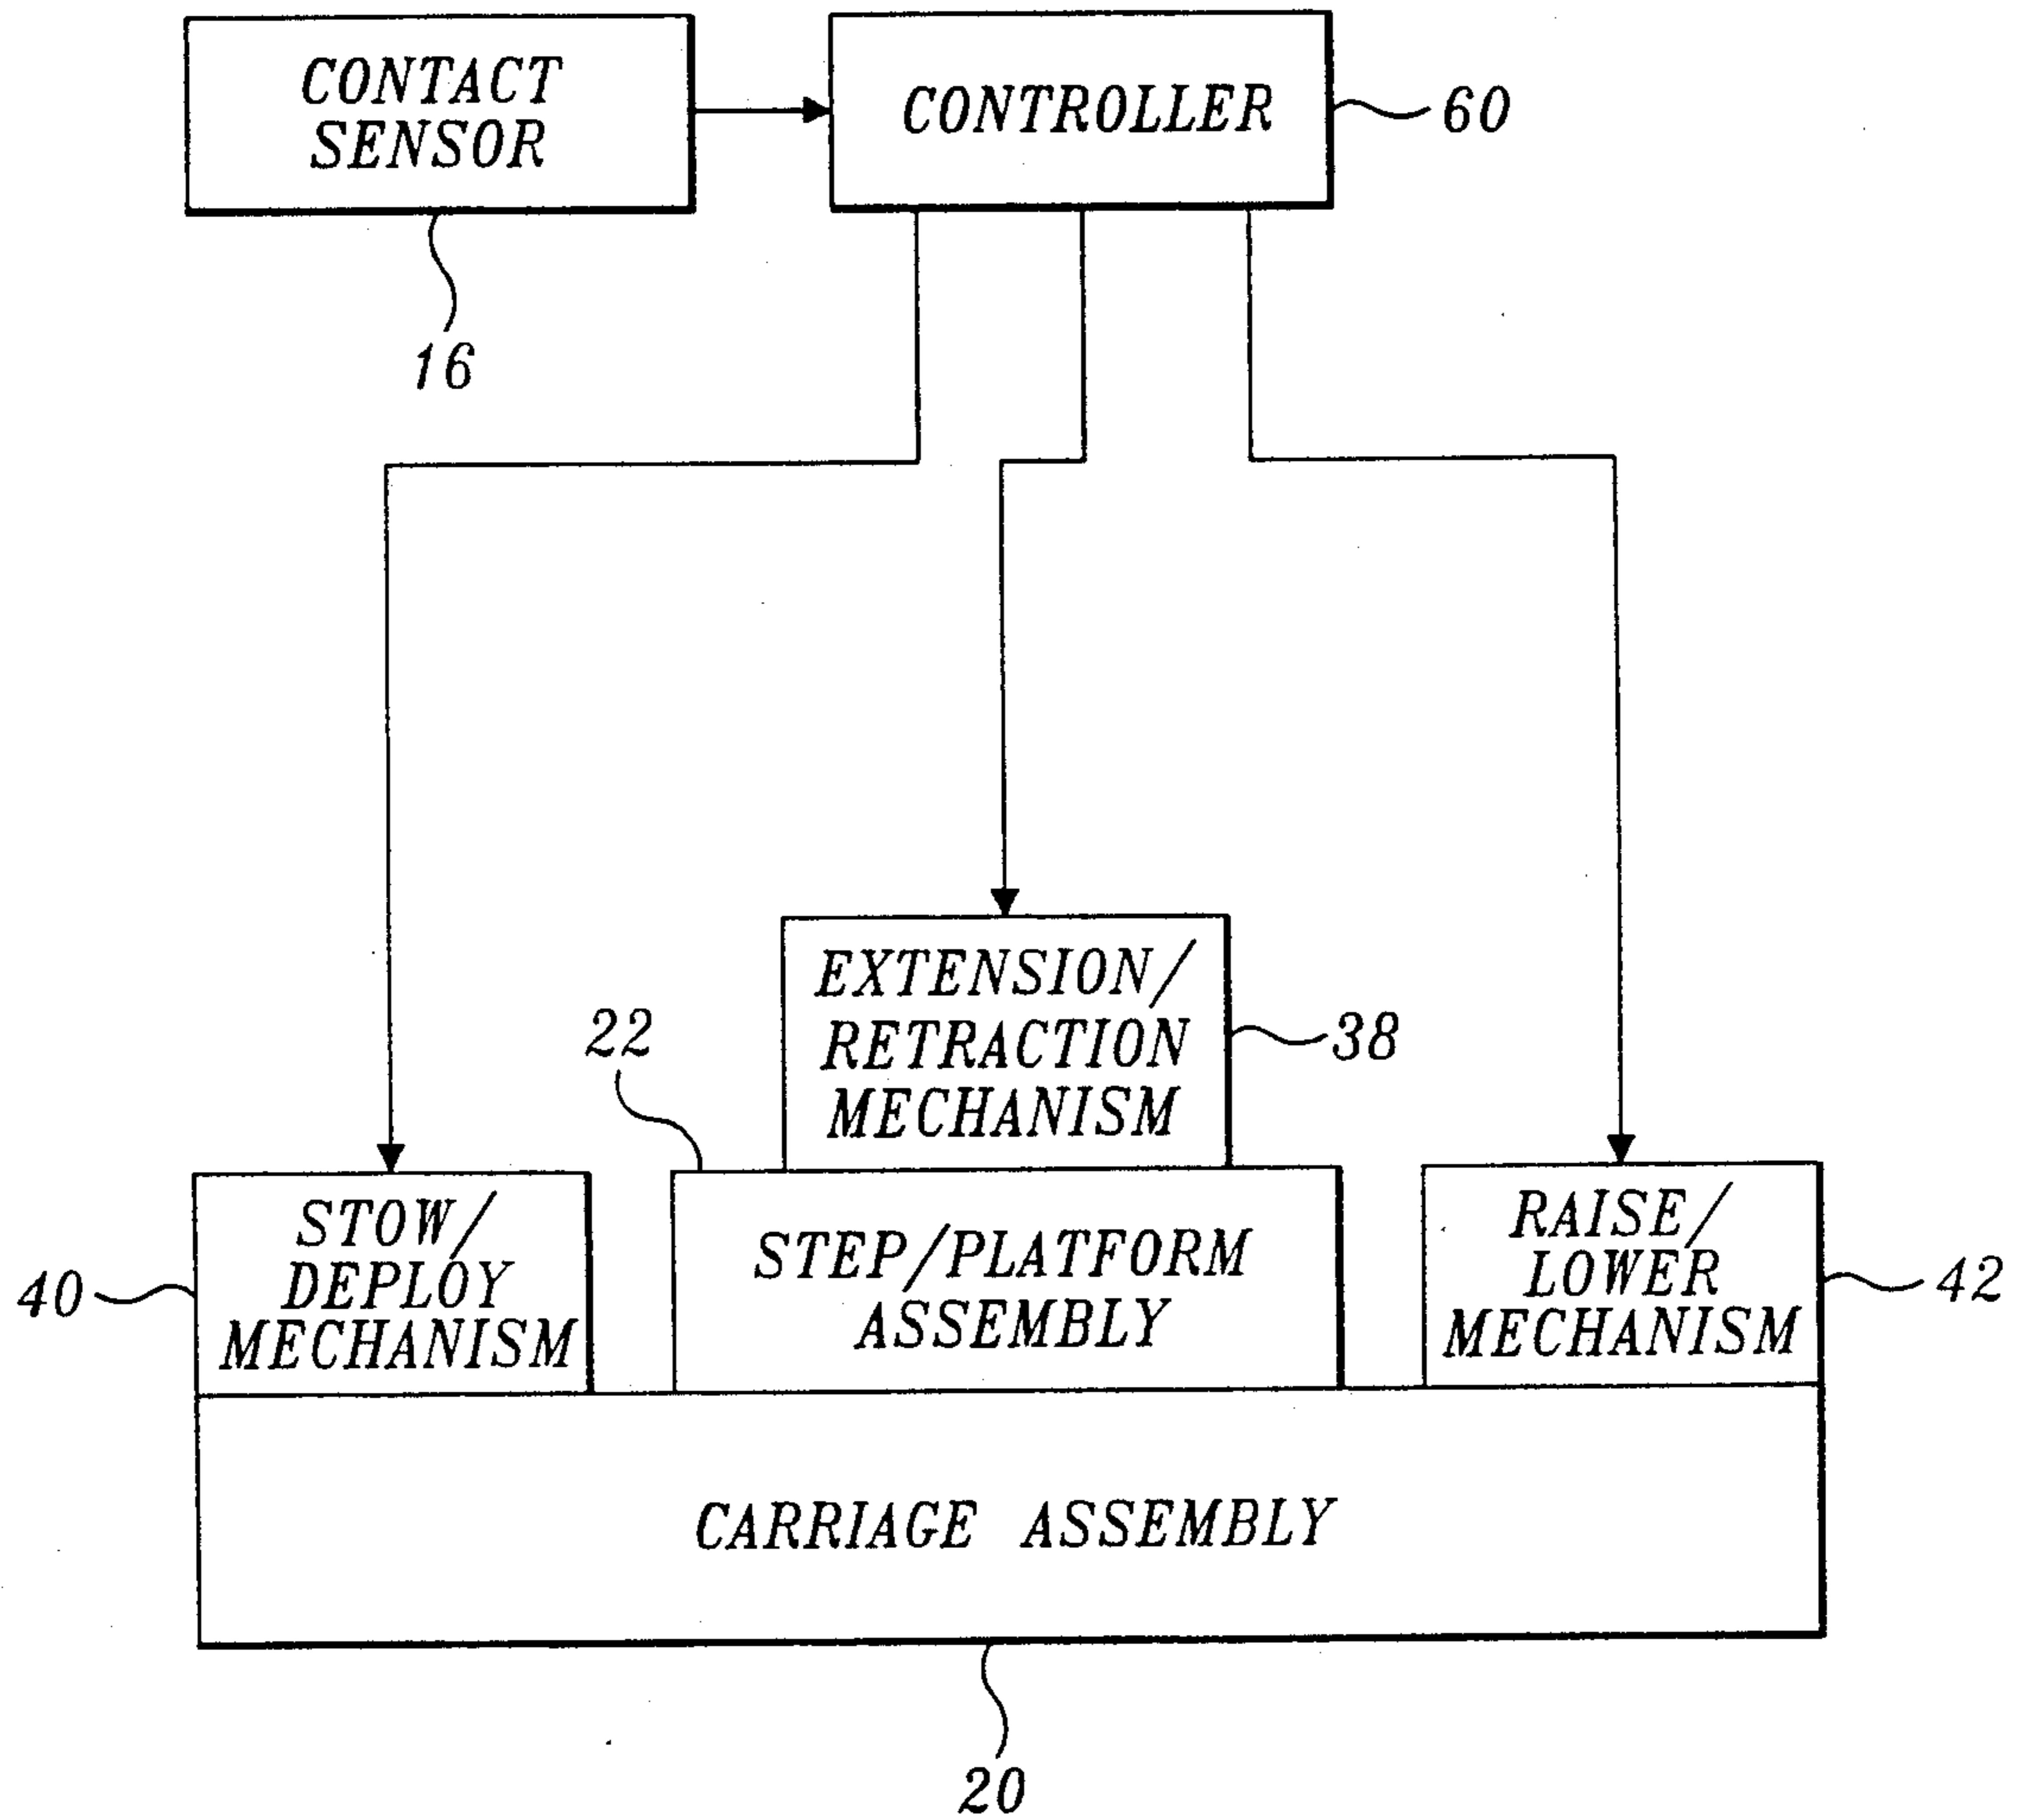 CONTACT
SENSOR
CONTROLLER
60
16
EXTENSION/
RETRACTION
MECHANISM
38
22
STOW/
DEPLOY
MECHANISM
40
STEP/PLATFORM
ASSEMBLY
RAISE/
LOWER
MECHANISM
42
CARRIAGE ASSEMBLY
20